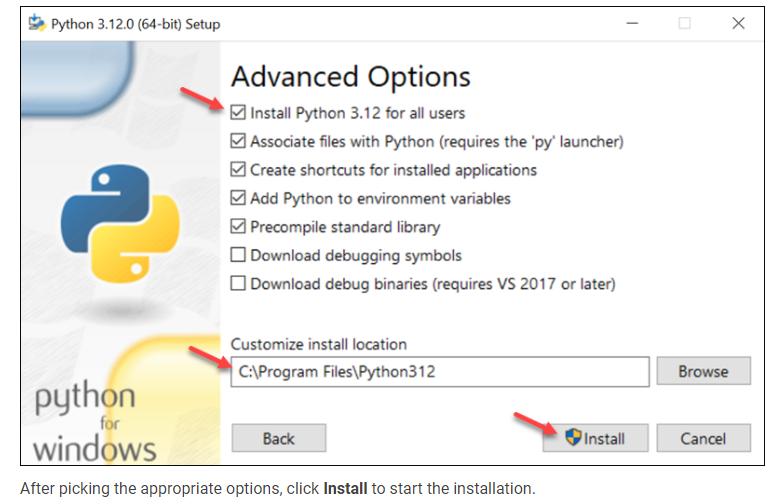 Python 3.12.0 (64-bit) Setup
Advanced Options
Install Python 3.12 for all users
Associate files with Python (requires the 'py' launcher)
Create shortcuts for installed applications
Add Python to environment variables
Precompile standard library
Download debugging symbols
Download debug binaries (requires VS 2017 or later)
Customize install location
C:\Program Files\Python312
Browse
python
for
windows
Back
Install
Cancel
After picking the appropriate options, click Install to start the installation.